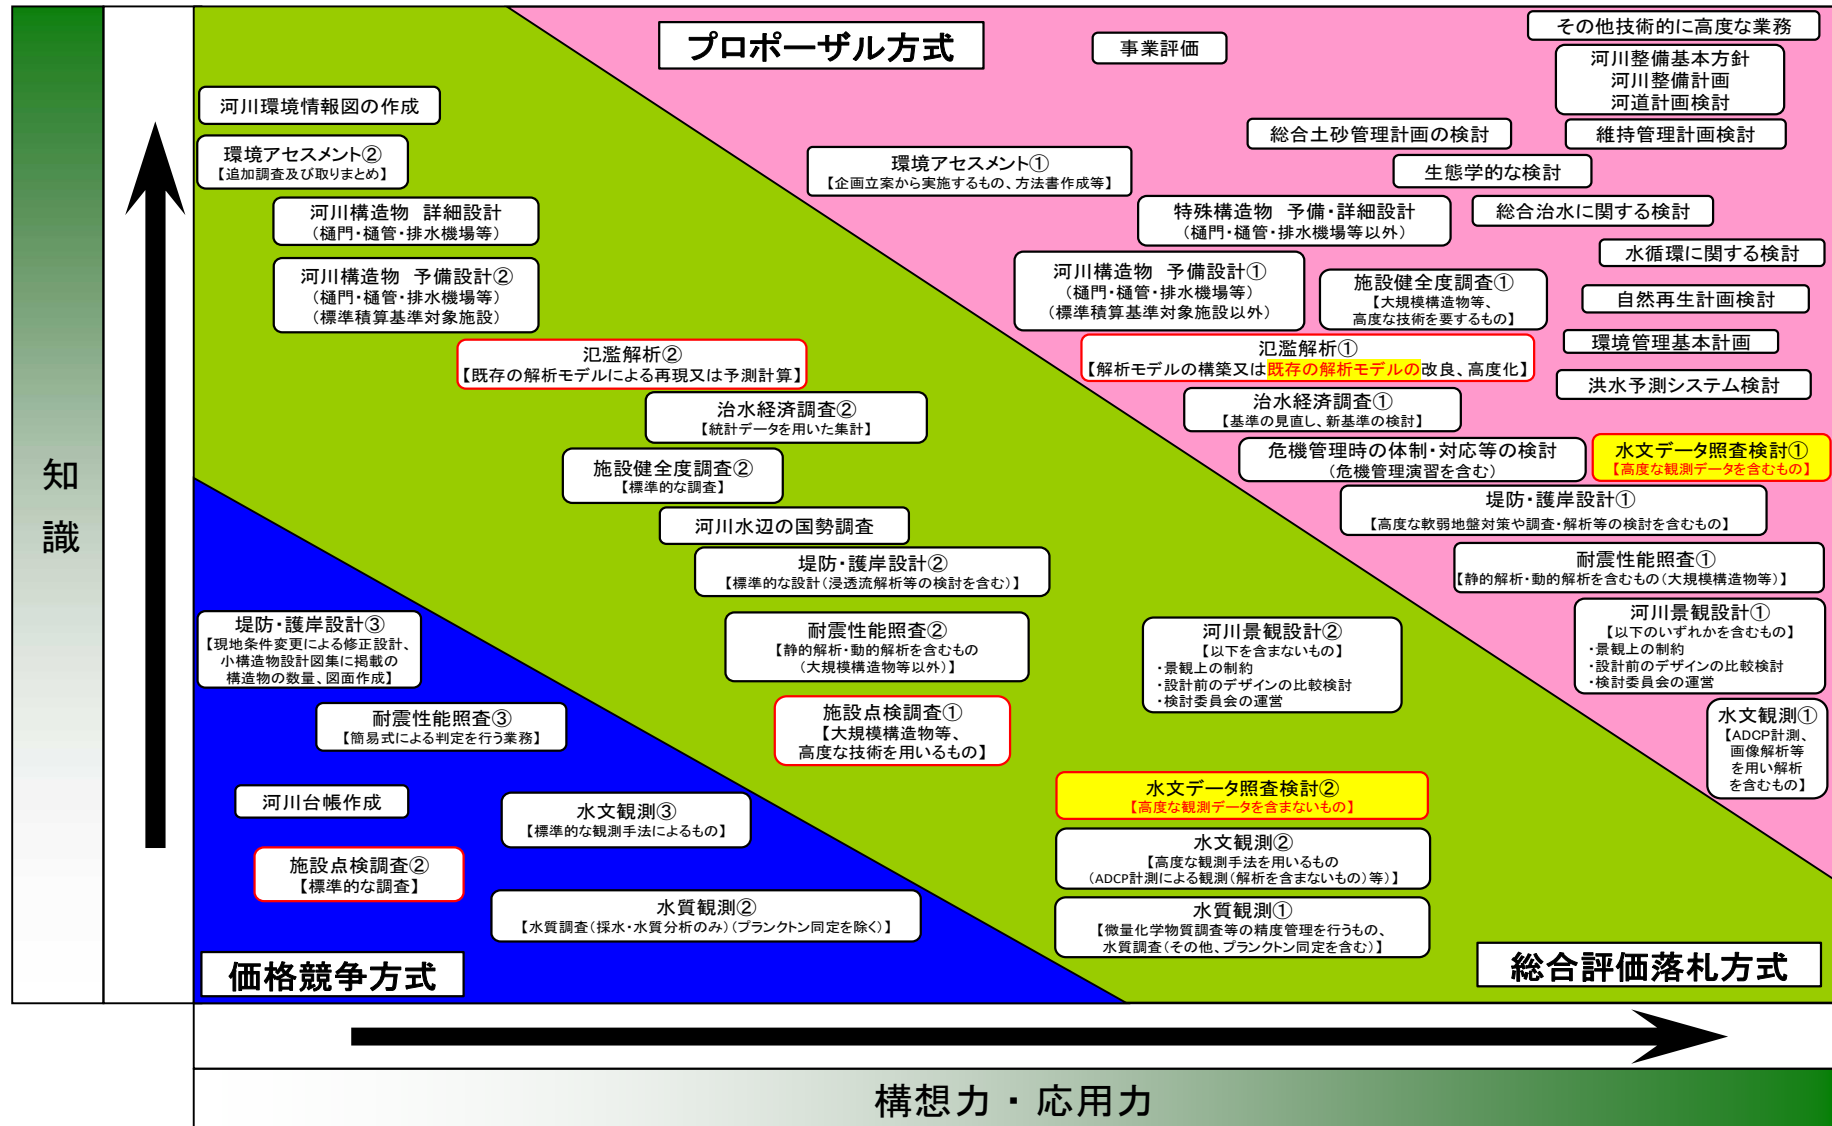 プロポーザル方式
事業評価
その他技術的に高度な業務
河川整備基本方針
河川整備計画
河道計画検討
河川環境情報図の作成
総合土砂管理計画の検討
維持管理計画検討
環境アセスメント②
【追加調査及び取りまとめ】
環境アセスメント①
【企画立案から実施するもの、方法書作成等】
生態学的な検討
河川構造物　詳細設計
（樋門・樋管・排水機場等）
特殊構造物　予備・詳細設計
（樋門・樋管・排水機場等以外）
総合治水に関する検討
水循環に関する検討
河川構造物　予備設計②
（樋門・樋管・排水機場等）
（標準積算基準対象施設）
河川構造物　予備設計①
（樋門・樋管・排水機場等）
（標準積算基準対象施設以外）
施設健全度調査①
【大規模構造物等、
高度な技術を要するもの】
自然再生計画検討
環境管理基本計画
氾濫解析②
【既存の解析モデルによる再現又は予測計算】
氾濫解析①
【解析モデルの構築又は既存の解析モデルの改良、高度化】
洪水予測システム検討
治水経済調査②
【統計データを用いた集計】
治水経済調査①
【基準の見直し、新基準の検討】
施設健全度調査②
【標準的な調査】
危機管理時の体制・対応等の検討
（危機管理演習を含む）
水文データ照査検討①
【高度な観測データを含むもの】
知
識
河川水辺の国勢調査
堤防・護岸設計①
【高度な軟弱地盤対策や調査・解析等の検討を含むもの】
堤防・護岸設計②
【標準的な設計（浸透流解析等の検討を含む）】
耐震性能照査①
【静的解析・動的解析を含むもの（大規模構造物等）】
堤防・護岸設計③
【現地条件変更による修正設計、
小構造物設計図集に掲載の
構造物の数量、図面作成】
耐震性能照査②
【静的解析・動的解析を含むもの
（大規模構造物等以外）】
河川景観設計②
【以下を含まないもの】
・景観上の制約
・設計前のデザインの比較検討
・検討委員会の運営
河川景観設計①
【以下のいずれかを含むもの】
・景観上の制約
・設計前のデザインの比較検討
・検討委員会の運営
耐震性能照査③
【簡易式による判定を行う業務】
施設点検調査①
【大規模構造物等、
高度な技術を用いるもの】
水文観測①
【ADCP計測、
画像解析等
を用い解析
を含むもの】
河川台帳作成
水文観測③
【標準的な観測手法によるもの】
水文データ照査検討②
【高度な観測データを含まないもの】
施設点検調査②
【標準的な調査】
水文観測②
【高度な観測手法を用いるもの
（ADCP計測による観測（解析を含まないもの）等）】
水質観測②
【水質調査（採水・水質分析のみ）（プランクトン同定を除く）】
水質観測①
【微量化学物質調査等の精度管理を行うもの、
水質調査（その他、プランクトン同定を含む）】
価格競争方式
総合評価落札方式
構想力・応用力